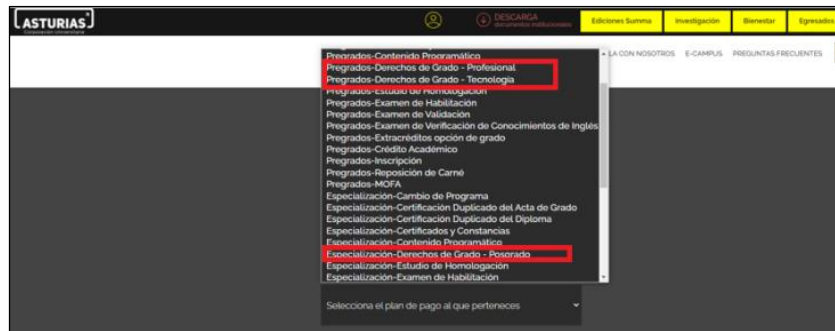 ASTURIAS
Corporación universitaria
DESCARGA
documentos institucionales
Ediciones Summa
Investigación
Bienestar
Egresados
LA CON NOSOTROS
E-CAMPUS
PREGUNTAS FRECUENTES
Pregrados-Contenido Programático
Pregrados-Derechos de Grado - Profesional
Pregrados-Derechos de Grado - Tecnología
Pregrados-Estudio de Homologación
Pregrados-Examen de Habilitación
Pregrados-Examen de Validación
Pregrados-Examen de Verificación de Conocimientos de Inglés
Pregrados-Extracréditos opción de grado
Pregrados-Crédito Académico
Pregrados-Inscripción
Pregrados-Reposición de Carné
Pregrados-MOFA
Especialización-Cambio de Programa
Especialización-Certificación Duplicado del Acta de Grado
Especialización-Certificación Duplicado del Diploma
Especialización-Certificados y Constancias
Especialización-Contenido Programático
Especialización-Derechos de Grado - Posgrado
Especialización-Estudio de Homologación
Especialización-Examen de Habilitación
Selecciona el plan de pago al que perteneces